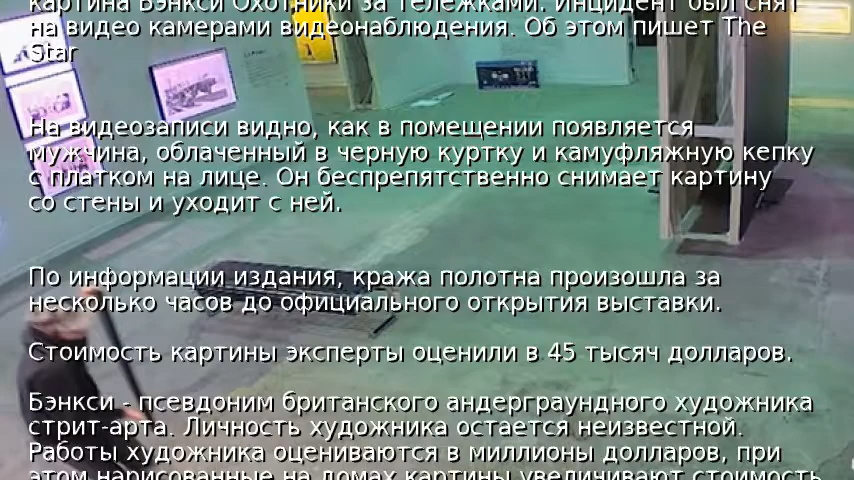 картина Бэнкси Охотники за тележками. Инцидент был снят
на видео камерами видеонаблюдения. Об этом пишет The
Star
На видеозаписи видно, как в помещении появляется
мужчина, облаченный в черную куртку и камуфляжную кепку
с платком на лице. Он беспрепятственно снимает картину
со стены и уходит с ней.
По информации издания, кража полотна произошла за
несколько часов до официального открытия выставки.
Стоимость картины эксперты оценили в 45 тысяч долларов.
Бэнкси - псевдоним британского андерграундного художника
стрит-арта. Личность художника остается неизвестной.
Работы художника оцениваются в миллионы долларов, при
этом нарисованные на домах картины увеличивают стоимость